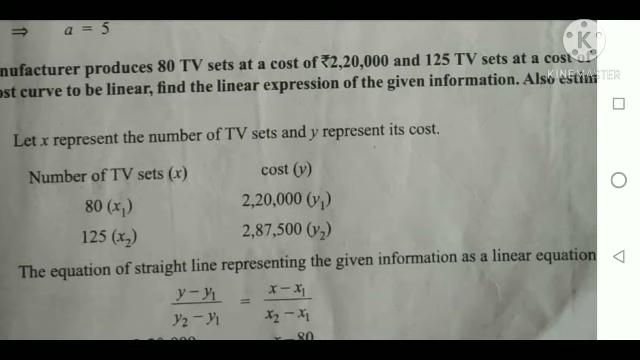 ⇒ a = 5
nufacturer produces 80 TV sets at a cost of ₹2,20,000 and 125 TV sets at a cost of
ost curve to be linear, find the linear expression of the given information. Also estim
Let x represent the number of TV sets and y represent its cost.
Number of TV sets (x) cost (y)
80 (x₁) 2,20,000 (y₁)
125 (x₂) 2,87,500 (y₂)
The equation of straight line representing the given information as a linear equation
y – y₁ / y₂ – y₁ = x – x₁ / x₂ – x₁
x – 80
KINEMASTER